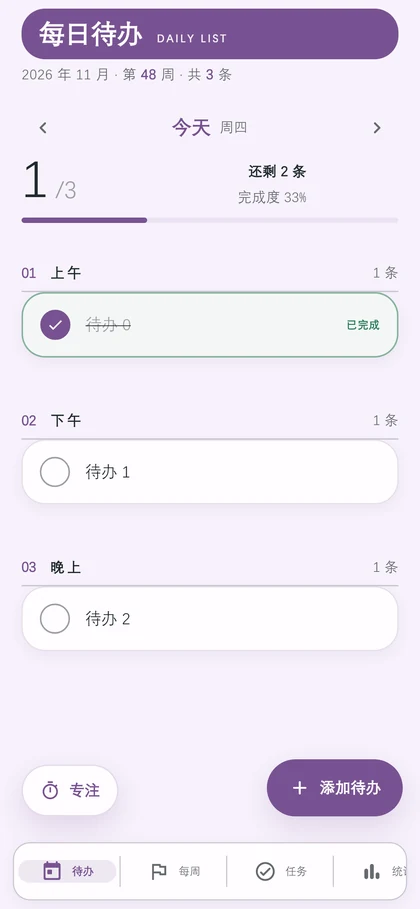 每日待办 DAILY LIST
2026 年 11 月 · 第 48 周 · 共 3 条
今天 周四
1 /3
还剩 2 条
完成度 33%
01 上午 1 条
待办 0 已完成
02 下午 1 条
待办 1
03 晚上 1 条
待办 2
专注
添加待办
待办 每周 任务 统